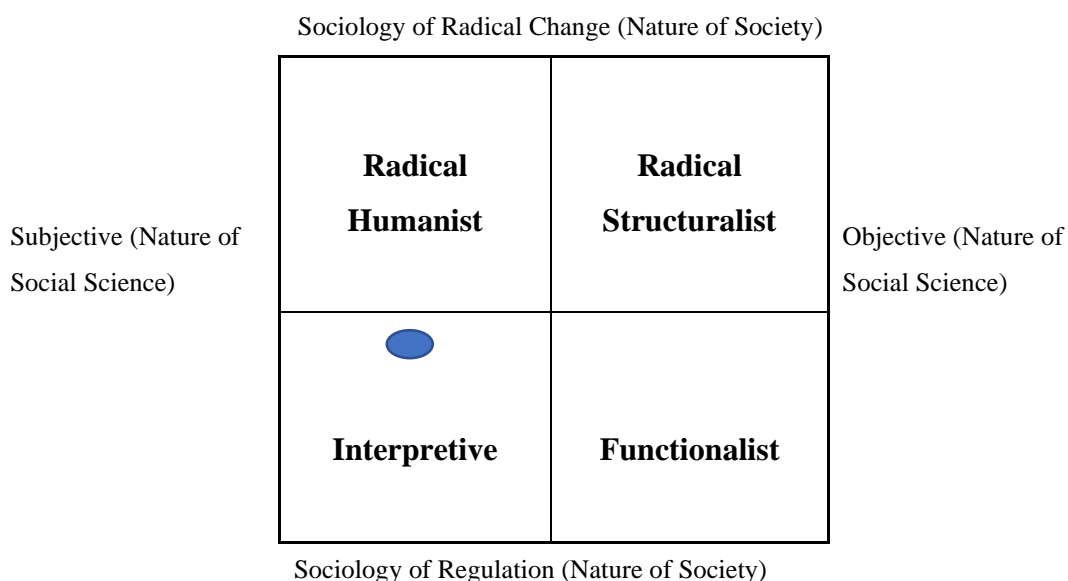 Sociology of Radical Change (Nature of Society)
Radical
Humanist
Radical
Structuralist
Subjective (Nature of
Social Science)
Objective (Nature of
Social Science)
Interpretive
Functionalist
Sociology of Regulation (Nature of Society)